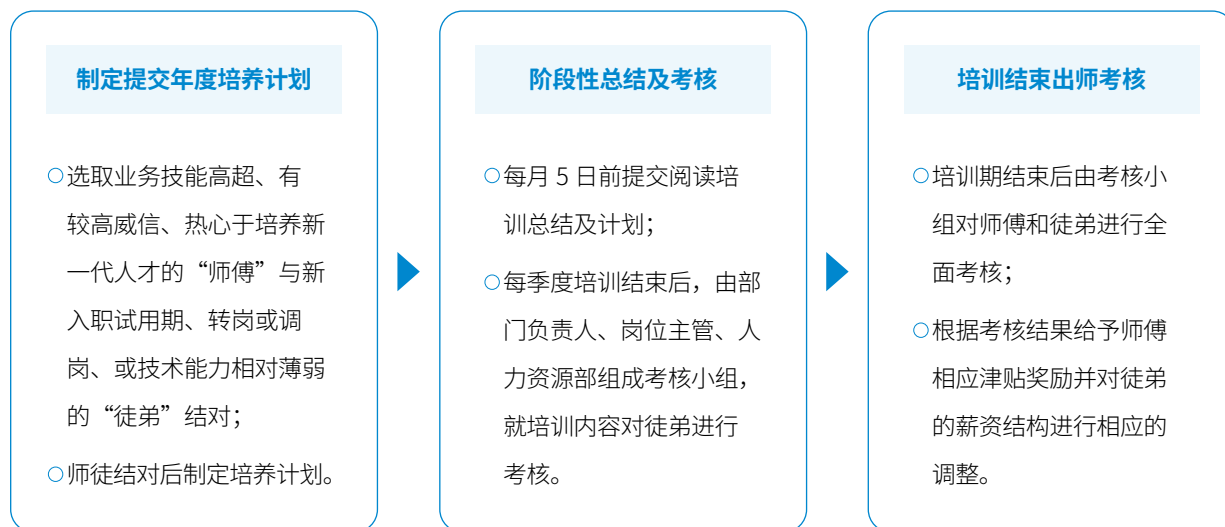 制定提交年度培养计划
○选取业务技能高超、有
较高威信、热心于培养新
一代人才的“师傅”与新
入职试用期、转岗或调
岗、或技术能力相对薄弱
的“徒弟”结对；
○师徒结对后制定培养计划。
阶段性总结及考核
○每月 5 日前提交阅读培
训总结及计划；
○每季度培训结束后，由部
门负责人、岗位主管、人
力资源部组成考核小组，
就培训内容对徒弟进行
考核。
培训结束出师考核
○培训期结束后由考核小
组对师傅和徒弟进行全
面考核；
○根据考核结果给予师傅
相应津贴奖励并对徒弟
的薪资结构进行相应的
调整。